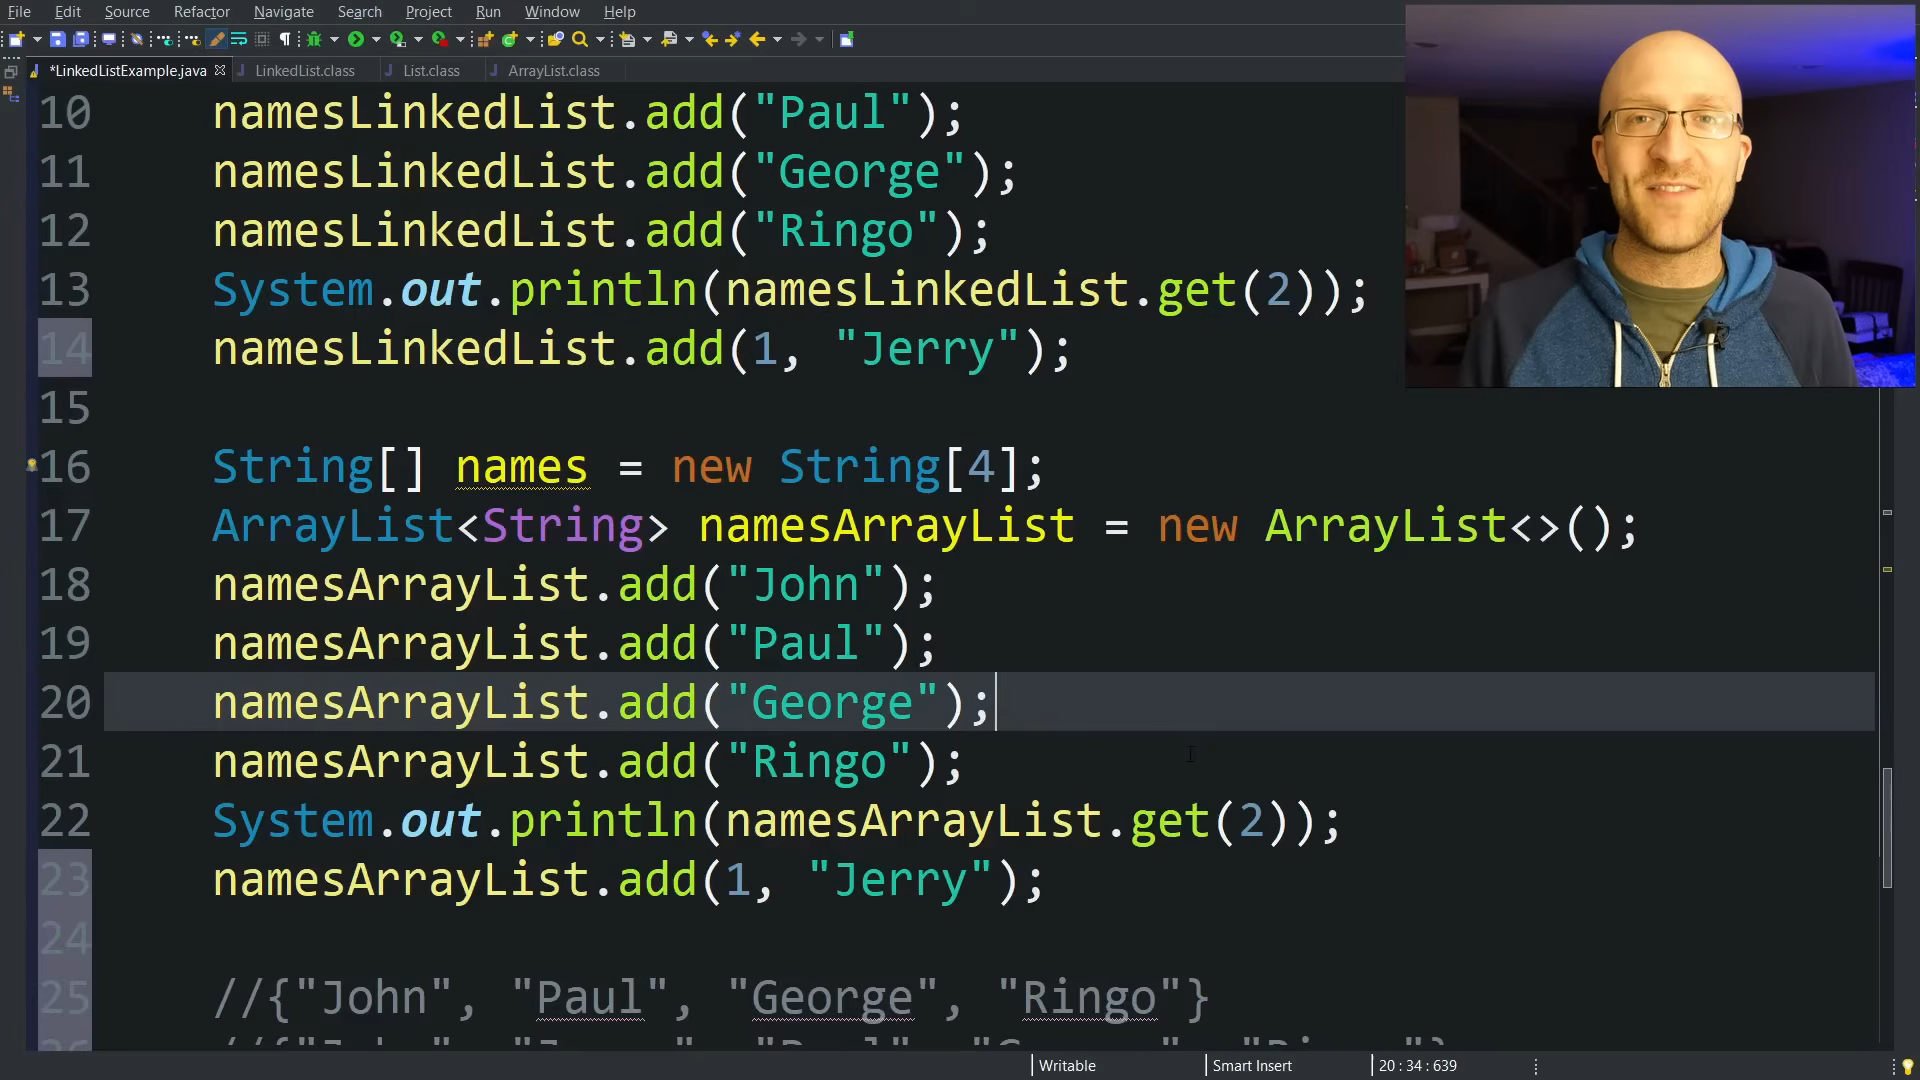 File Edit Source Refactor Navigate Search Project Run Window Help
*LinkedListExample.java LinkedList.class List.class ArrayList.class
10 namesLinkedList.add("Paul");
11 namesLinkedList.add("George");
12 namesLinkedList.add("Ringo");
13 System.out.println(namesLinkedList.get(2));
14 namesLinkedList.add(1, "Jerry");
15
16 String[] names = new String[4];
17 ArrayList<String> namesArrayList = new ArrayList<>();
18 namesArrayList.add("John");
19 namesArrayList.add("Paul");
20 namesArrayList.add("George");
21 namesArrayList.add("Ringo");
22 System.out.println(namesArrayList.get(2));
23 namesArrayList.add(1, "Jerry");
24
25 //{"John", "Paul", "George", "Ringo"}
Writable Smart Insert 20 : 34 : 639